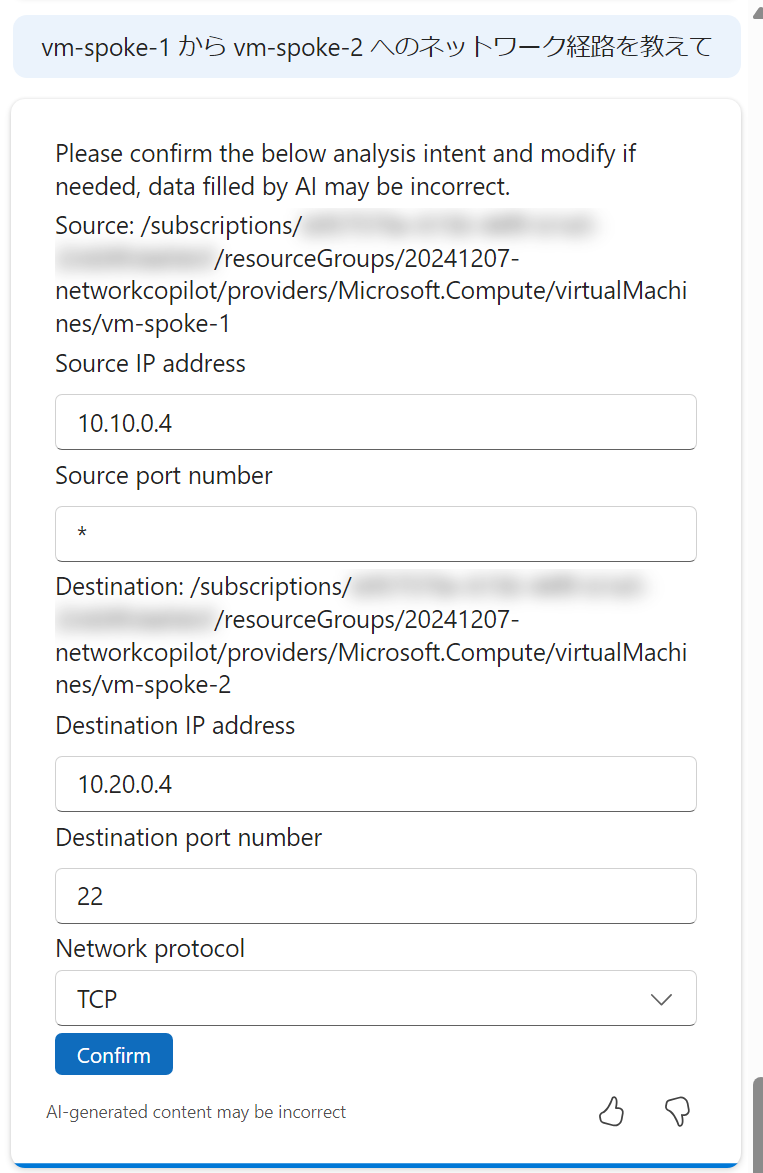 vm-spoke-1 から vm-spoke-2 へのネットワーク経路を教えて
Please confirm the below analysis intent and modify if
needed, data filled by AI may be incorrect.
Source: /subscriptions/
/resourceGroups/20241207-
networkcopilot/providers/Microsoft.Compute/virtualMachi
nes/vm-spoke-1
Source IP address
10.10.0.4
Source port number
*
Destination: /subscriptions/
/resourceGroups/20241207-
networkcopilot/providers/Microsoft.Compute/virtualMachi
nes/vm-spoke-2
Destination IP address
10.20.0.4
Destination port number
22
Network protocol
TCP
Confirm
AI-generated content may be incorrect